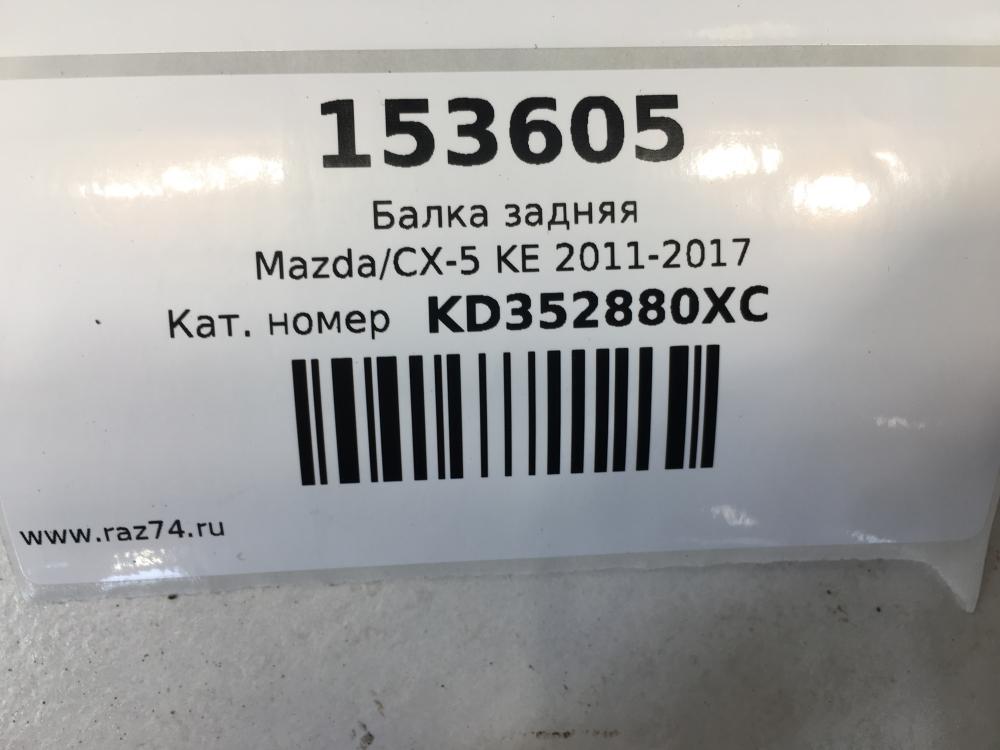 153605
Балка задняя
Mazda/CX-5 KE 2011-2017
Кат. номер KD352880XC
www.raz74.ru